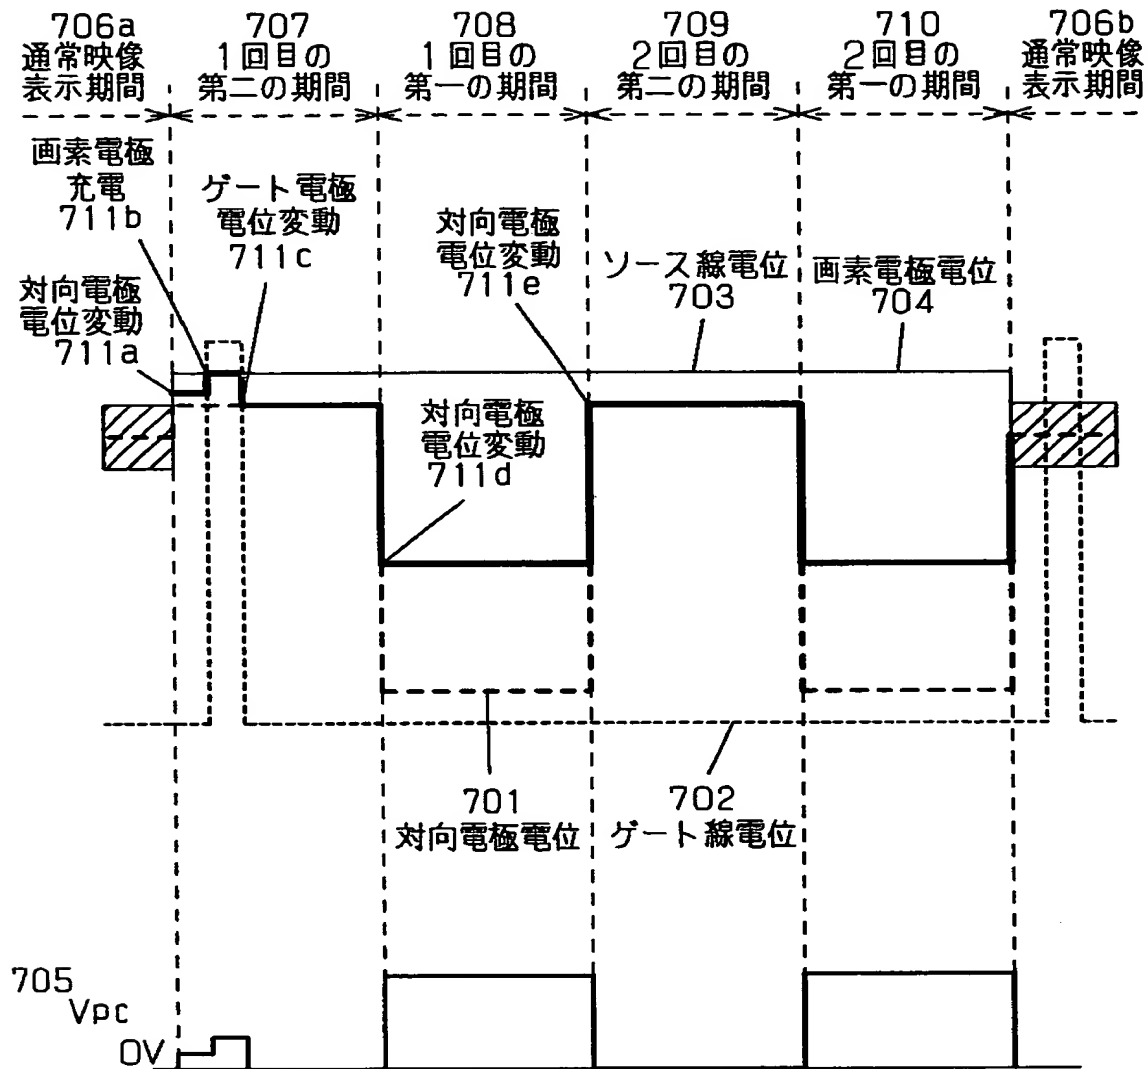 706a
通常映像
表示期間
707
1回目の
第二の期間
708
1回目の
第一の期間
709
2回目の
第二の期間
710
2回目の
第一の期間
706b
通常映像
表示期間
画素電極
充電
711b
ゲート電極
電位変動
711c
対向電極
電位変動
711a
対向電極
電位変動
711e
ソース線電位
703
画素電極電位
704
対向電極
電位変動
711d
701
対向電極電位
702
ゲート線電位
705
Vpc
0V